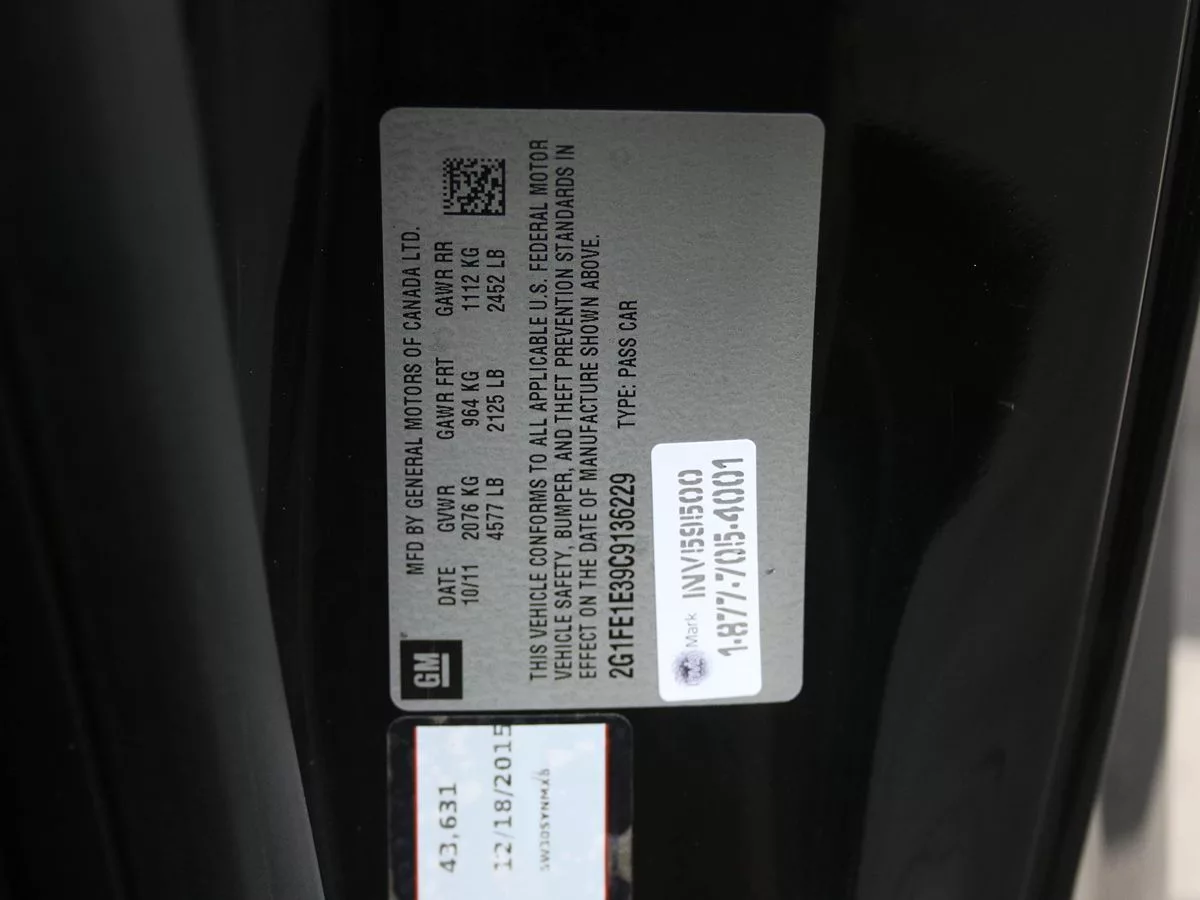 MFD BY GENERAL MOTORS OF CANADA LTD.
DATE GVWR GAWR FRT GAWR RR
10/11 2076 KG 964 KG 1112 KG
4577 LB 2125 LB 2452 LB
GM
THIS VEHICLE CONFORMS TO ALL APPLICABLE U.S. FEDERAL MOTOR
VEHICLE SAFETY, BUMPER, AND THEFT PREVENTION STANDARDS IN
EFFECT ON THE DATE OF MANUFACTURE SHOWN ABOVE.
2G1FE1E39C9136229 TYPE: PASS CAR
Mark INV59500
1-877-705-4001
43,631
12/18/2015